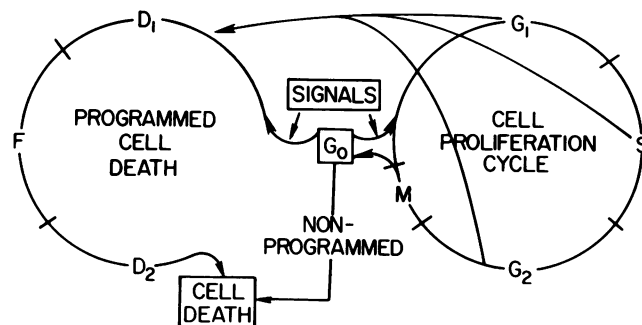 D₁
G₁
SIGNALS
PROGRAMMED
CELL
DEATH
F
G₀
CELL
PROLIFERATION
CYCLE
S
M
NON-
PROGRAMMED
D₂
G₂
CELL
DEATH